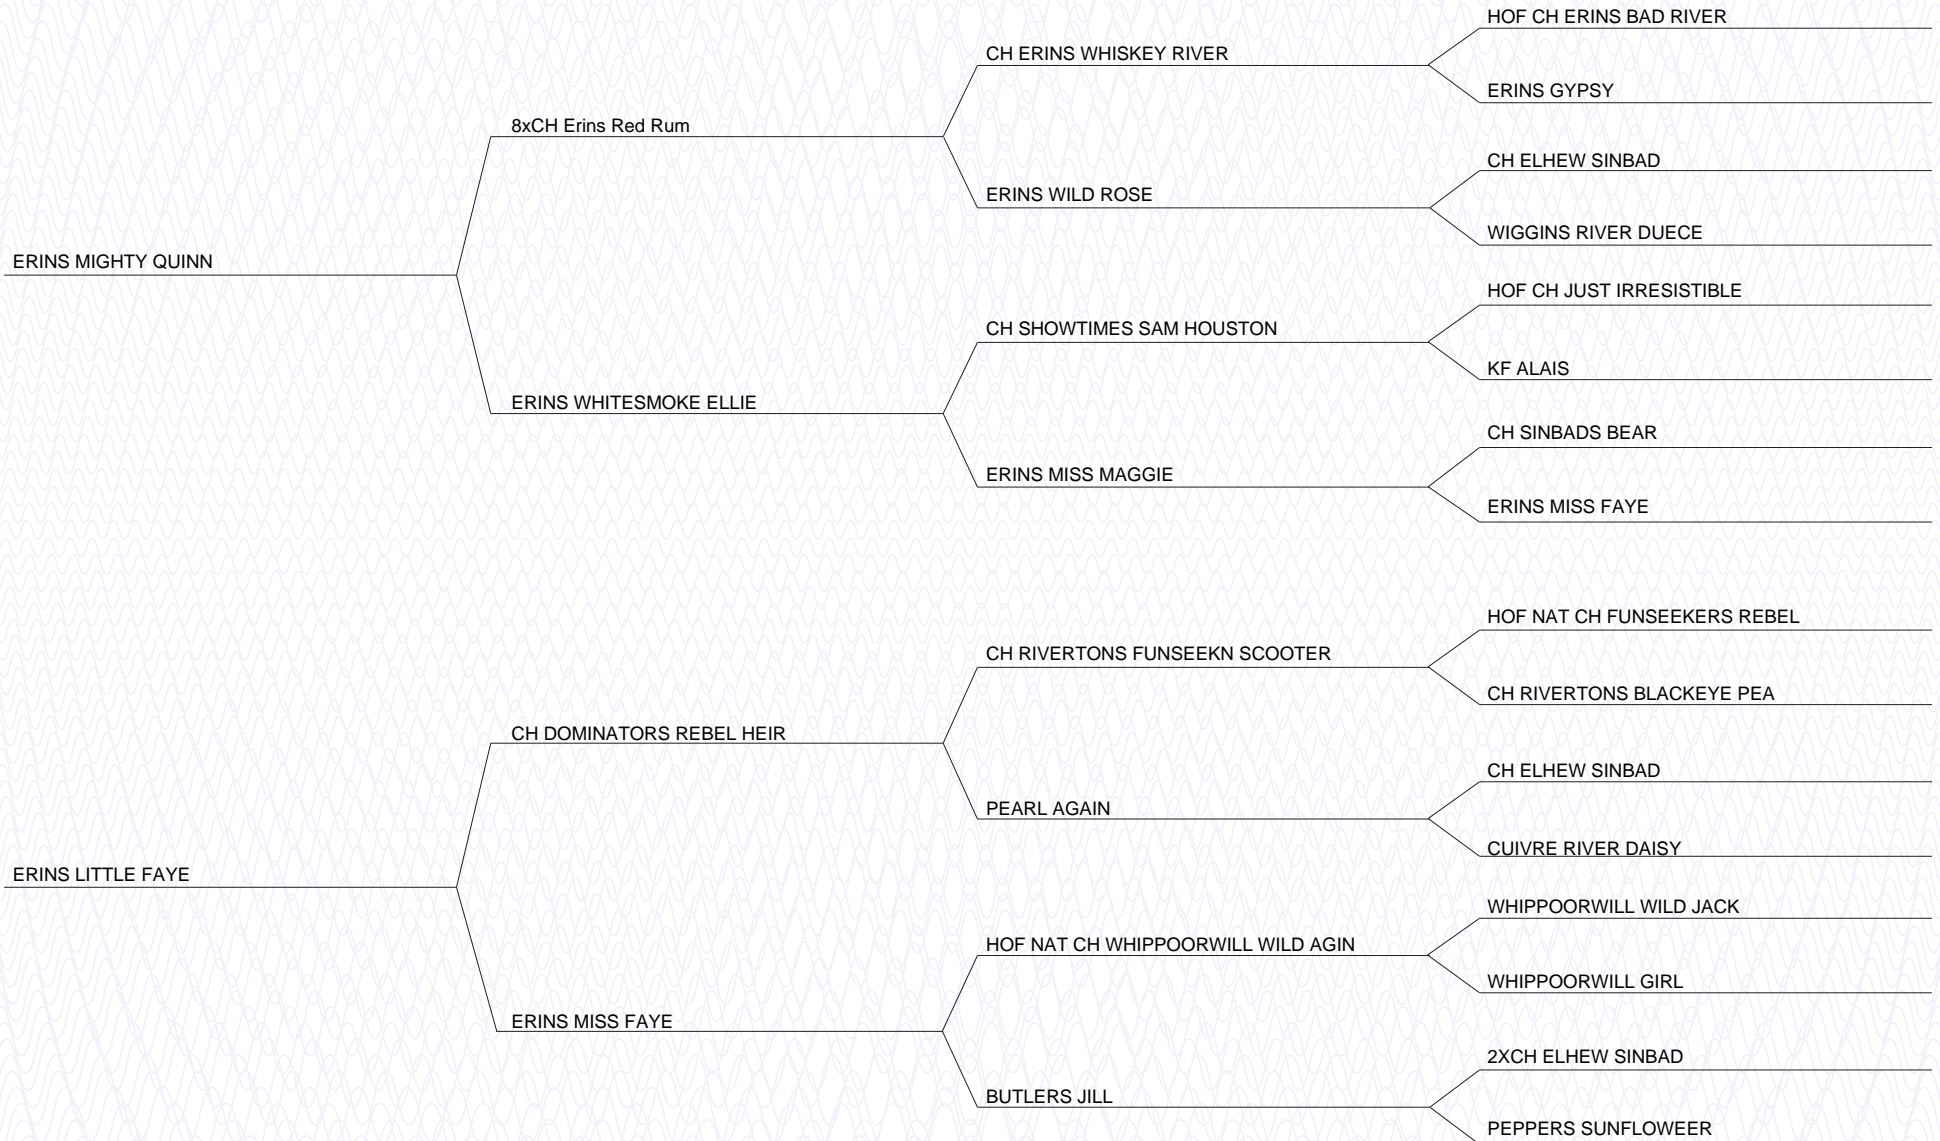 HOF CH ERINS BAD RIVER
CH ERINS WHISKEY RIVER
ERINS GYPSY
8xCH Erins Red Rum
CH ELHEW SINBAD
ERINS WILD ROSE
WIGGINS RIVER DUECE
ERINS MIGHTY QUINN
HOF CH JUST IRRESISTIBLE
CH SHOWTIMES SAM HOUSTON
KF ALAIS
ERINS WHITESMOKE ELLIE
CH SINBADS BEAR
ERINS MISS MAGGIE
ERINS MISS FAYE
HOF NAT CH FUNSEEKERS REBEL
CH RIVERTONS FUNSEEKN SCOOTER
CH RIVERTONS BLACKEYE PEA
CH DOMINATORS REBEL HEIR
CH ELHEW SINBAD
PEARL AGAIN
CUIVRE RIVER DAISY
ERINS LITTLE FAYE
WHIPPOORWILL WILD JACK
HOF NAT CH WHIPPOORWILL WILD AGIN
WHIPPOORWILL GIRL
ERINS MISS FAYE
2XCH ELHEW SINBAD
BUTLERS JILL
PEPPERS SUNFLOWEER